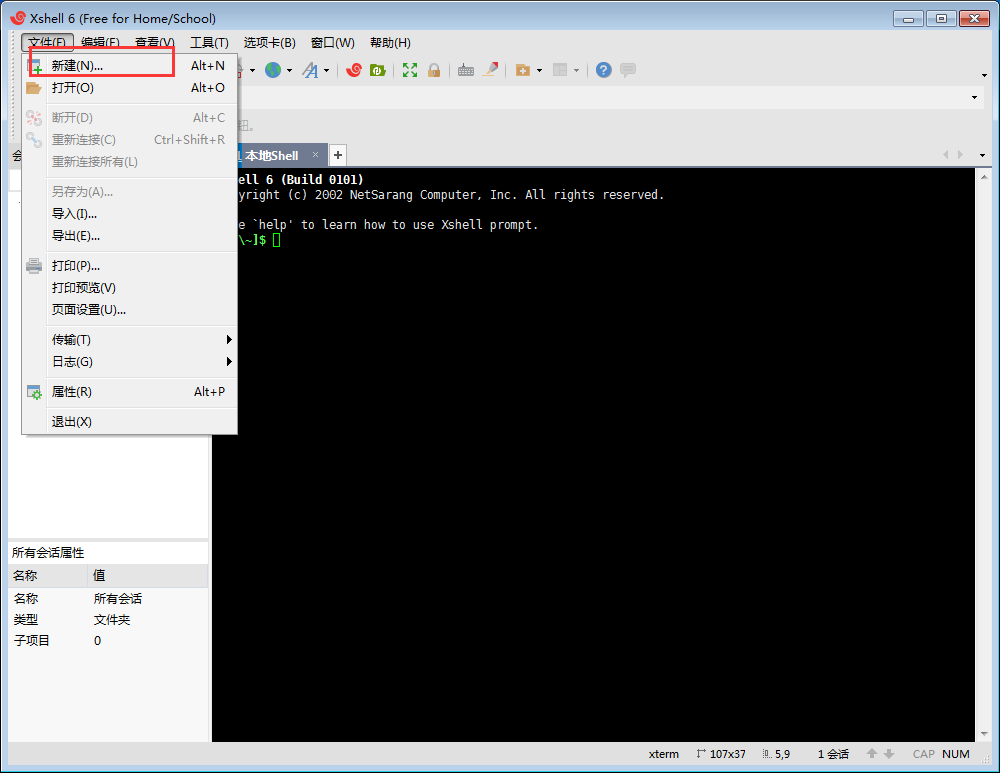 Xshell 6 (Free for Home/School)
文件(F) 编辑(E) 查看(V) 工具(T) 选项卡(B) 窗口(W) 帮助(H)
新建(N)... Alt+N
打开(O) Alt+O
断开(D) Alt+C
重新连接(C) Ctrl+Shift+R
重新连接所有(L)
另存为(A)...
导入(I)...
导出(E)...
打印(P)...
打印预览(V)
页面设置(U)...
传输(T)
日志(G)
属性(R) Alt+P
退出(X)
钮。
会
1 本地Shell × +
ell 6 (Build 0101)
yright (c) 2002 NetSarang Computer, Inc. All rights reserved.
e `help' to learn how to use Xshell prompt.
\~]$
所有会话属性
名称 值
名称 所有会话
类型 文件夹
子项目 0
xterm 107x37 5,9 1 会话 CAP NUM